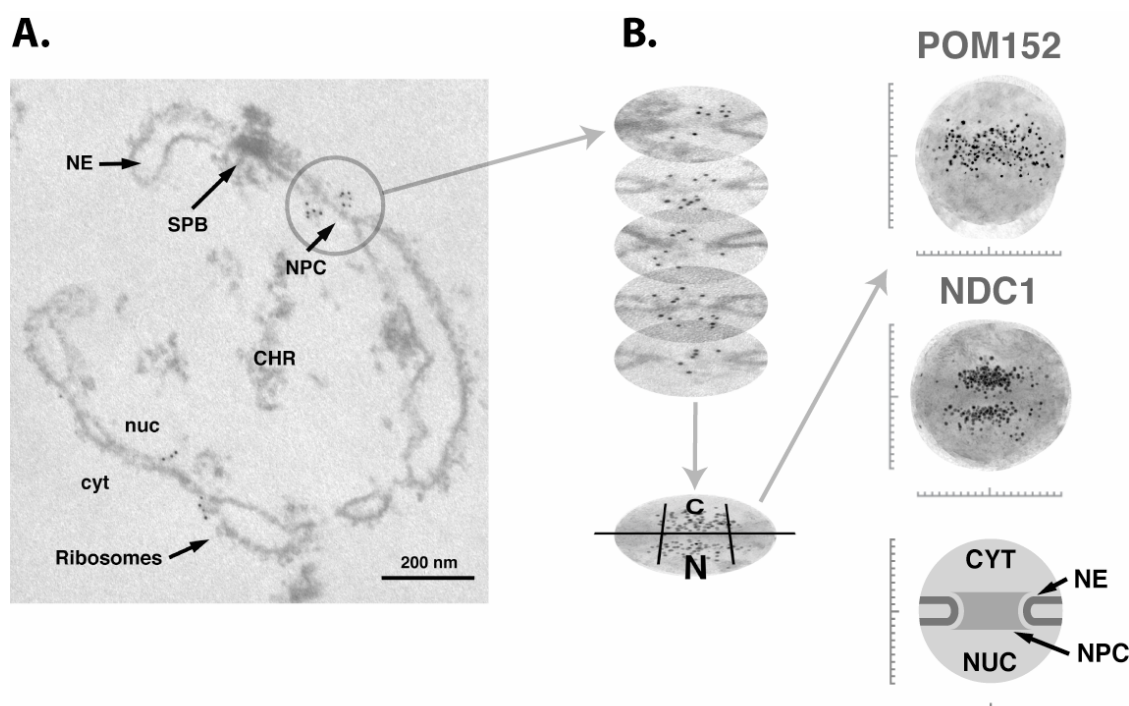 A.
NE
SPB
NPC
CHR
nuc
cyt
Ribosomes
200 nm
B.
C
N
POM152
NDC1
CYT
NE
NUC
NPC